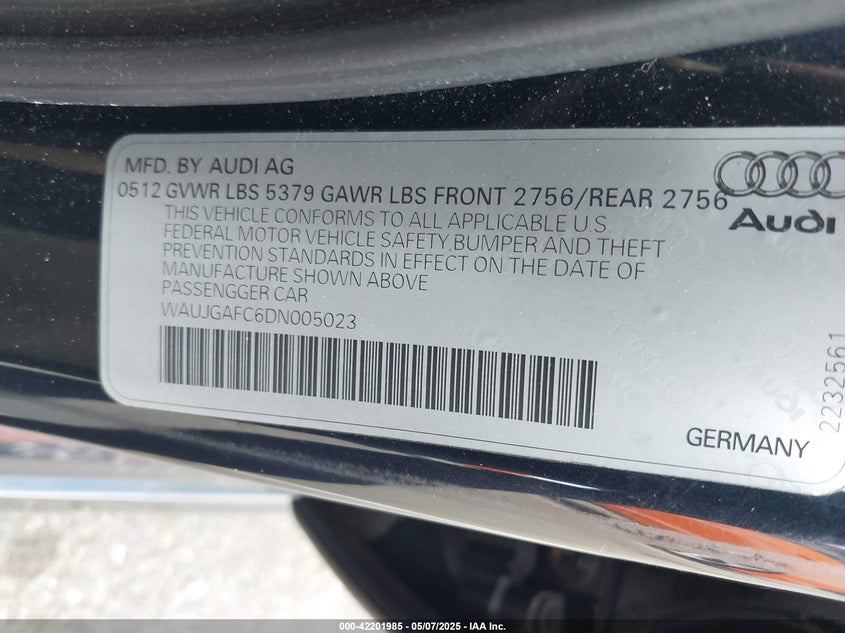 MFD. BY AUDI AG
0512 GVWR LBS 5379 GAWR LBS FRONT 2756/REAR 2756
THIS VEHICLE CONFORMS TO ALL APPLICABLE U.S.
FEDERAL MOTOR VEHICLE SAFETY,BUMPER AND THEFT
PREVENTION STANDARDS IN EFFECT ON THE DATE OF
MANUFACTURE SHOWN ABOVE
PASSENGGER CAR
WAUJGAFC6DN005023
Audi
2232561
GERMANY
000-42201985 - 05/07/2025 - IAA Inc.